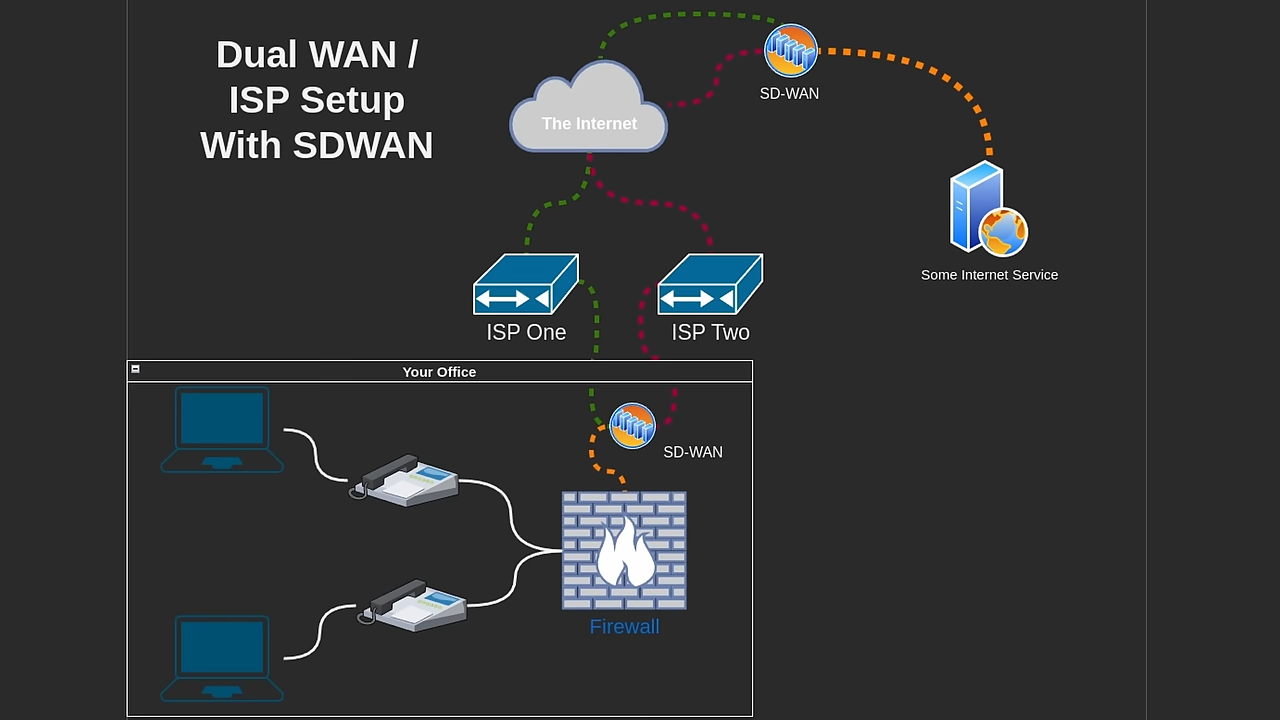 Dual WAN /
ISP Setup
With SDWAN
SD-WAN
The Internet
Some Internet Service
ISP One
ISP Two
Your Office
SD-WAN
Firewall